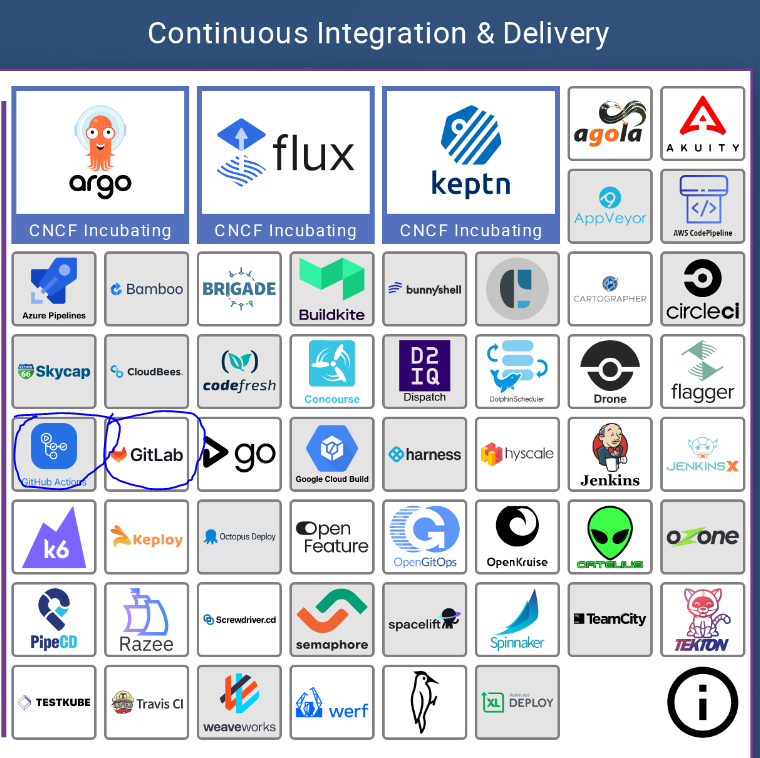 Continuous Integration & Delivery
argo
CNCF Incubating
flux
CNCF Incubating
keptn
CNCF Incubating
agola
AKUITY
AppVeyor
AWS CodePipeline
Azure Pipelines
Bamboo
BRIGADE
Buildkite
bunnyshell
CARTOGRAPHER
circleci
66
Skycap
CloudBees.
codefresh
Concourse
D2
IQ
Dispatch
DolphinScheduler
Drone
flagger
GitHub Actions
GitLab
go
Google Cloud Build
harness
hyscale
Jenkins
JENKINS X
k6
Keploy
Octopus Deploy
Open
Feature
OpenGitOps
OpenKruise
ORTELIUS
ozone
PipeCD
Razee
Screwdriver.cd
semaphore
spacelift
Spinnaker
TeamCity
TEKTON
TESTKUBE
Travis CI
weaveworks
werf
XL
DEPLOY